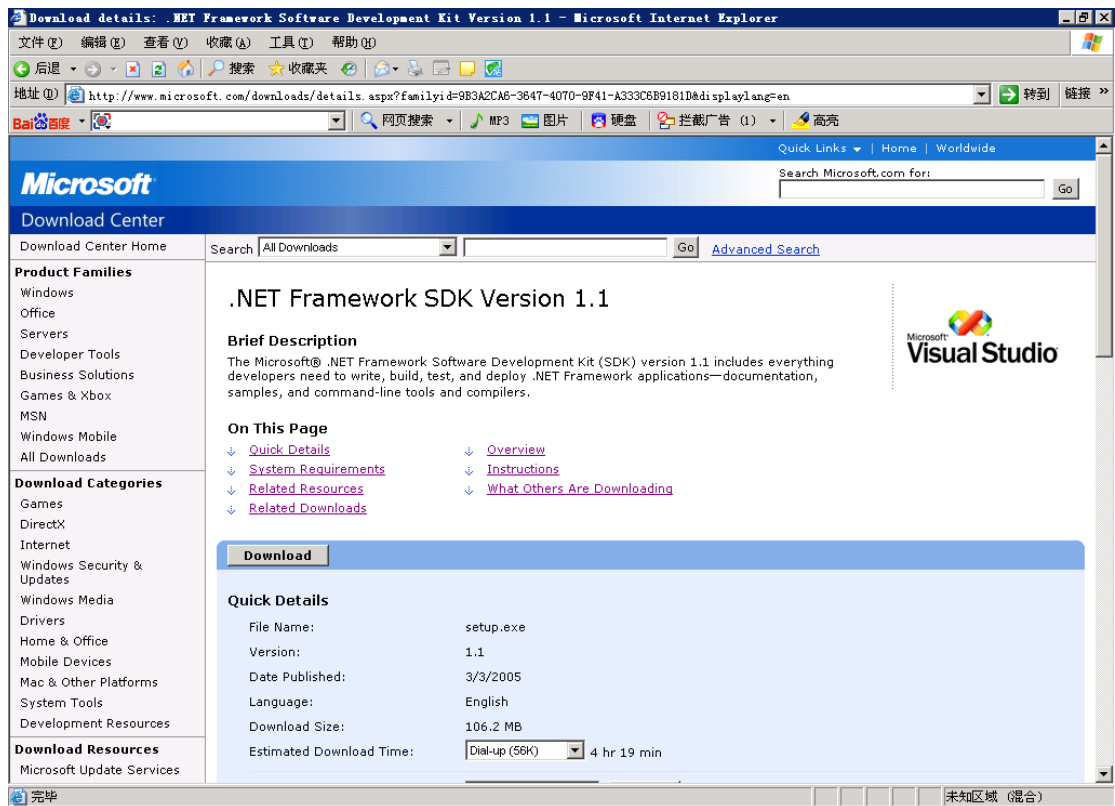 Download details: .NET Framework Software Development Kit Version 1.1 - Microsoft Internet Explorer
文件(F) 编辑(E) 查看(V) 收藏(A) 工具(T) 帮助(H)
后退 搜索 收藏夹
地址(D) http://www.microsoft.com/downloads/details.aspx?familyid=9B3A2CA6-3647-4070-9F41-A333C6B9181D&displaylang=en 转到 链接 »
Bai百度 网页搜索 MP3 图片 硬盘 拦截广告 (1) 高亮
Quick Links | Home | Worldwide
Microsoft
Search Microsoft.com for:
Go
Download Center
Download Center Home
Search All Downloads Go Advanced Search
Product Families
Windows
Office
Servers
Developer Tools
Business Solutions
Games & Xbox
MSN
Windows Mobile
All Downloads
Download Categories
Games
DirectX
Internet
Windows Security &
Updates
Windows Media
Drivers
Home & Office
Mobile Devices
Mac & Other Platforms
System Tools
Development Resources
Download Resources
Microsoft Update Services
.NET Framework SDK Version 1.1
Microsoft
Visual Studio
Brief Description
The Microsoft® .NET Framework Software Development Kit (SDK) version 1.1 includes everything
developers need to write, build, test, and deploy .NET Framework applications—documentation,
samples, and command-line tools and compilers.
On This Page
Quick Details Overview
System Requirements Instructions
Related Resources What Others Are Downloading
Related Downloads
Download
Quick Details
File Name: setup.exe
Version: 1.1
Date Published: 3/3/2005
Language: English
Download Size: 106.2 MB
Estimated Download Time: Dial-up (56K) 4 hr 19 min
完毕 未知区域 (混合)